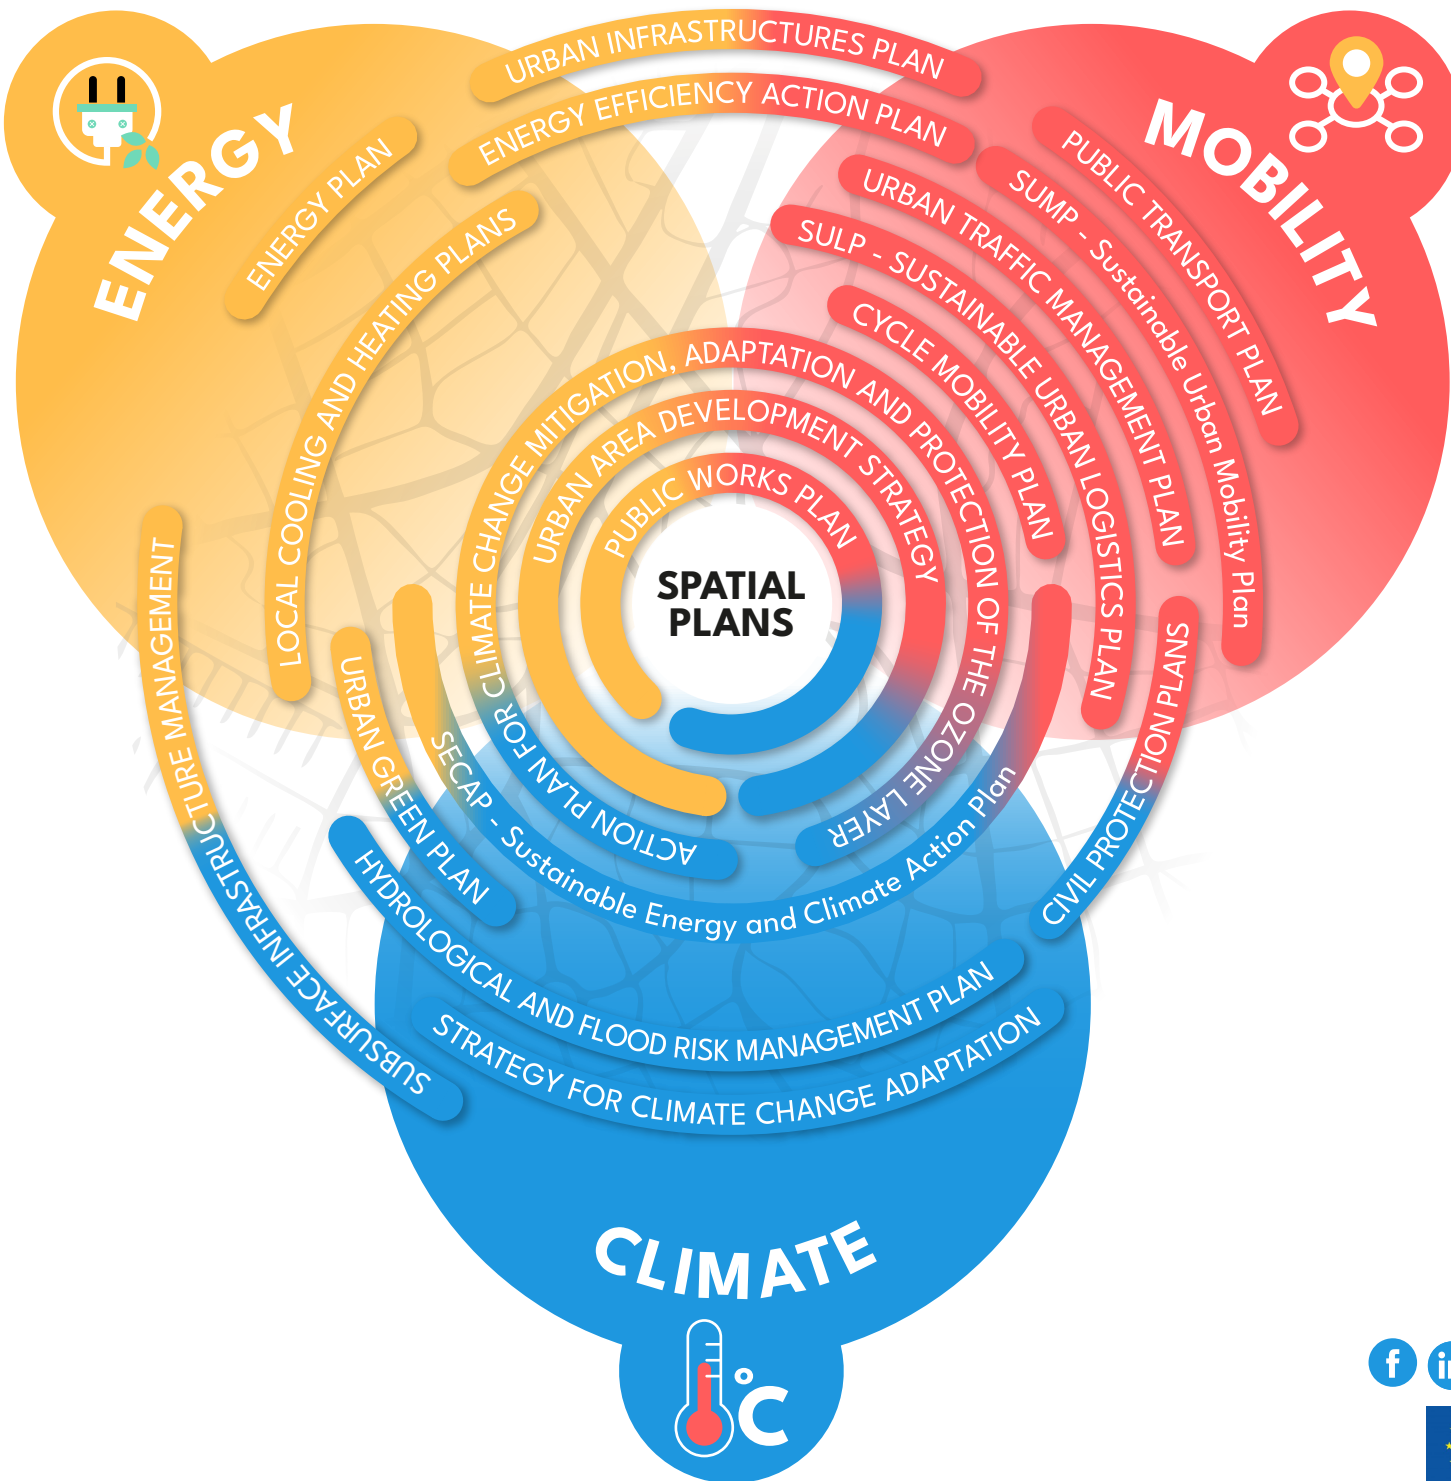 URBAN INFRASTRUCTURES PLAN
ENERGY EFFICIENCY ACTION PLAN
ENERGY
ENERGY PLAN
LOCAL COOLING AND HEATING PLANS
MOBILITY
PUBLIC TRANSPORT PLAN
SUMP - Sustainable Urban Mobility Plan
URBAN TRAFFIC MANAGEMENT PLAN
SULP - SUSTAINABLE URBAN LOGISTICS PLAN
CYCLE MOBILITY PLAN
ACTION PLAN FOR CLIMATE CHANGE MITIGATION, ADAPTATION AND PROTECTION OF THE OZONE LAYER
URBAN AREA DEVELOPMENT STRATEGY
PUBLIC WORKS PLAN
SPATIAL
PLANS
SUBSURFACE INFRASTRUCTURE MANAGEMENT
URBAN GREEN PLAN
SECAP - Sustainable Energy and Climate Action Plan
CIVIL PROTECTION PLANS
HYDROLOGICAL AND FLOOD RISK MANAGEMENT PLAN
STRATEGY FOR CLIMATE CHANGE ADAPTATION
CLIMATE
°C
f